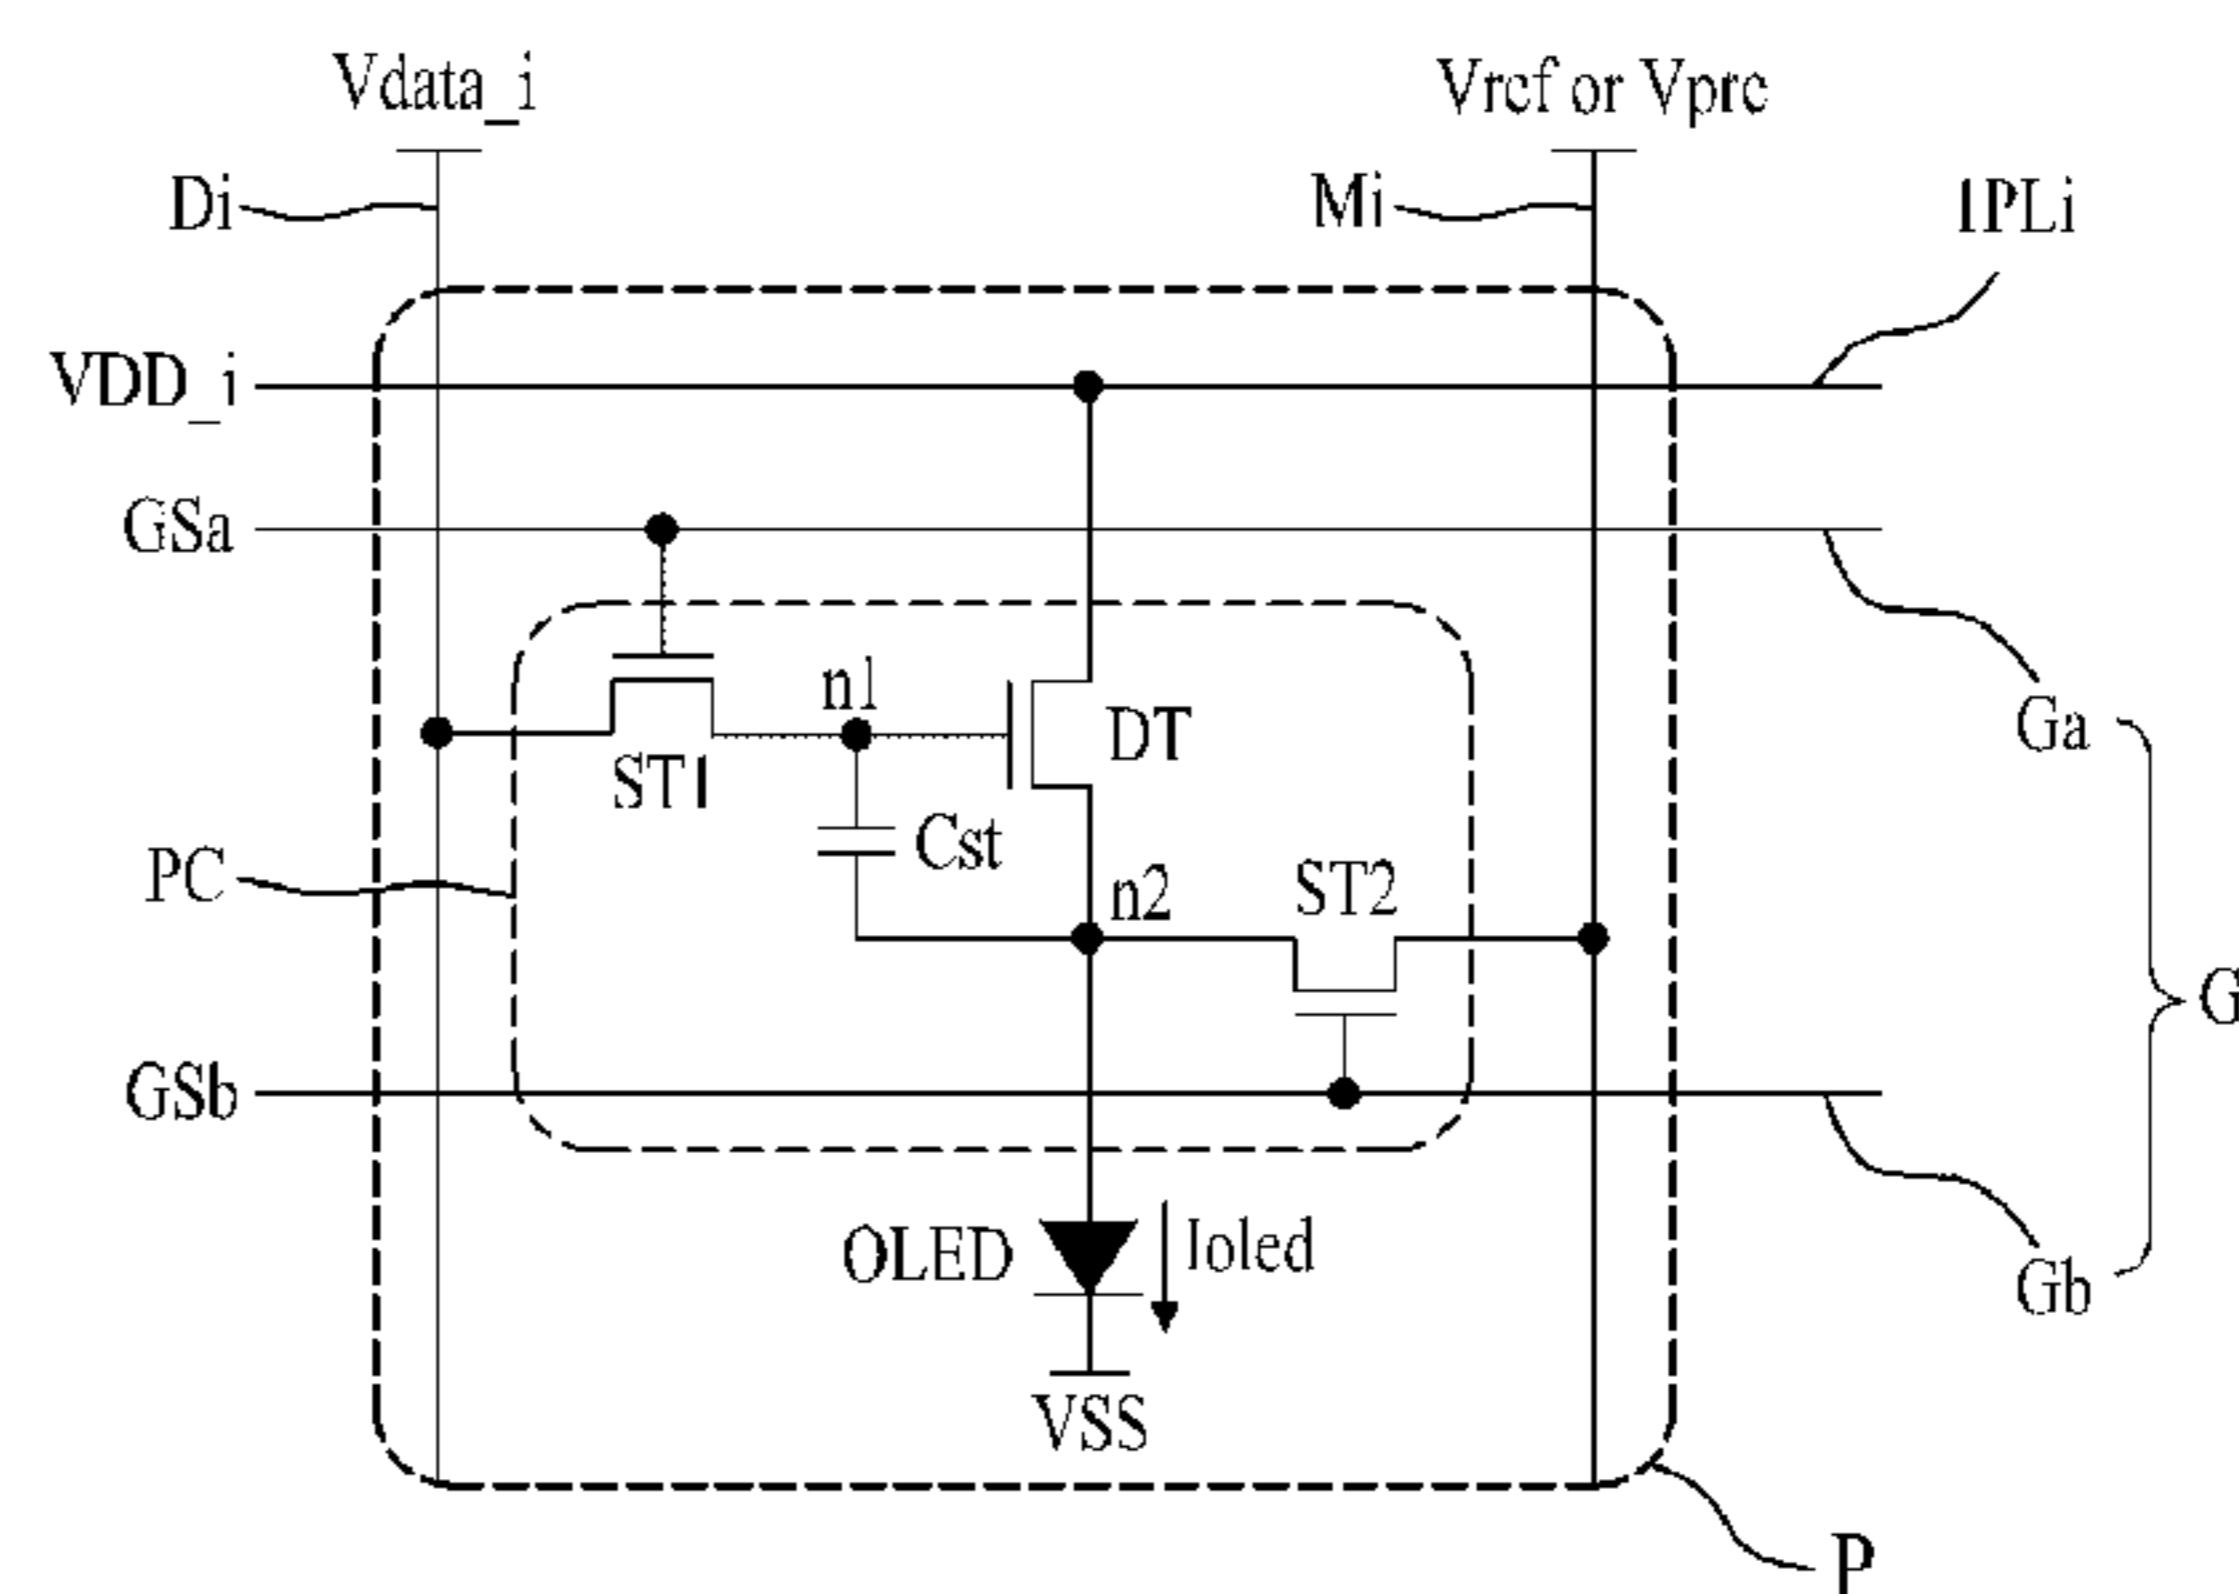 Vdata_i
Vref or Vpre
Di
Mi
IPLi
VDD_i
GSa
n1
DT
Ga
ST1
Cst
PC
n2
ST2
G
GSb
OLED
Ioled
Gb
VSS
P